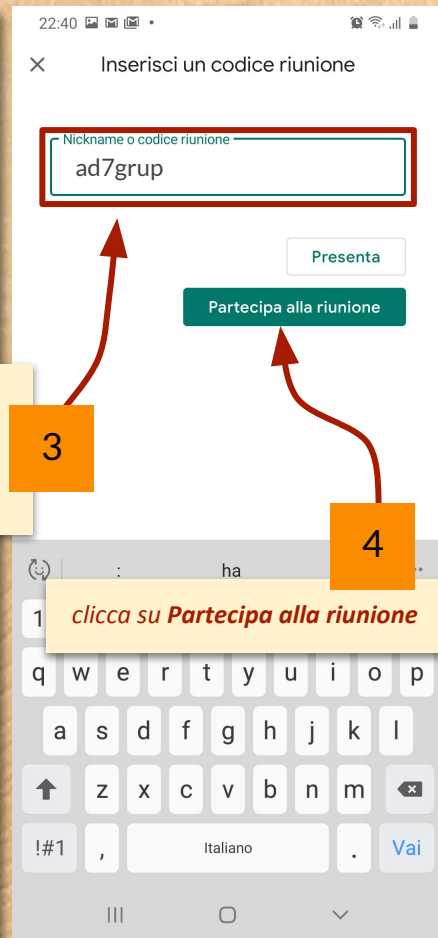 22:40
Inserisci un codice riunione
Nickname o codice riunione
ad7grup
Presenta
Partecipa alla riunione
3
4
: ha
clicca su Partecipa alla riunione
1
q w e r t y u i o p
a s d f g h j k l
z x c v b n m
!#1 , Italiano . Vai